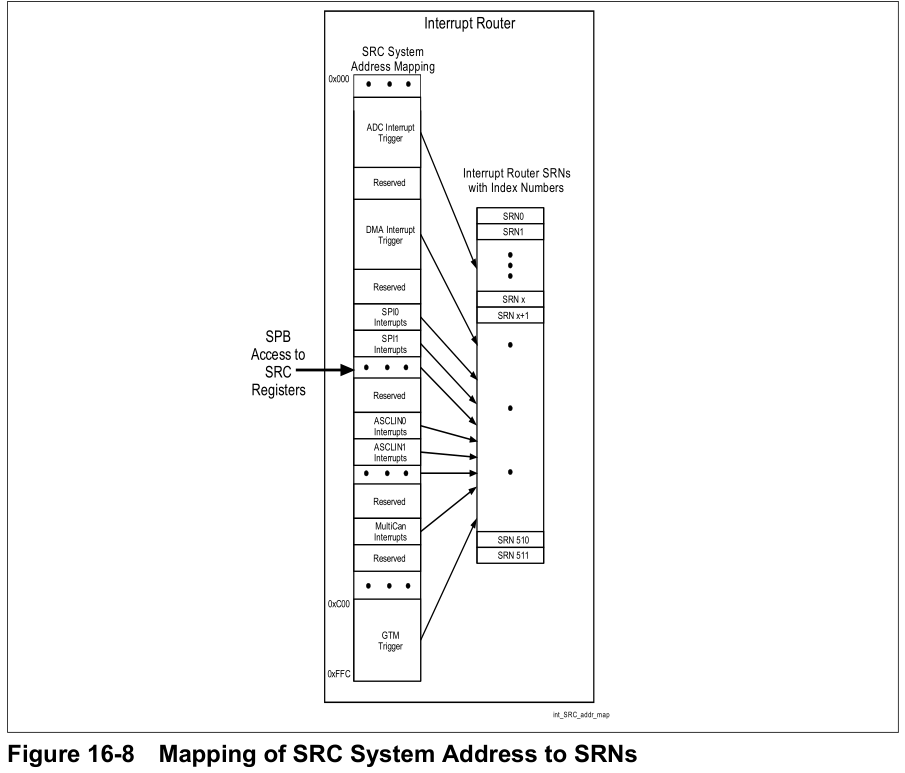 Interrupt Router
SRC System
Address Mapping
0x000
ADC Interrupt
Trigger
Reserved
DMA Interrupt
Trigger
Reserved
SPI0
Interrupts
SPI1
Interrupts
Reserved
ASCLIN0
Interrupts
ASCLIN1
Interrupts
Reserved
MultiCan
Interrupts
Reserved
0xC00
GTM
Trigger
0xFFC
SPB
Access to
SRC
Registers
Interrupt Router SRNs
with Index Numbers
SRN0
SRN1
SRN x
SRN x+1
SRN 510
SRN 511
int_SRC_addr_map
Figure 16-8 Mapping of SRC System Address to SRNs